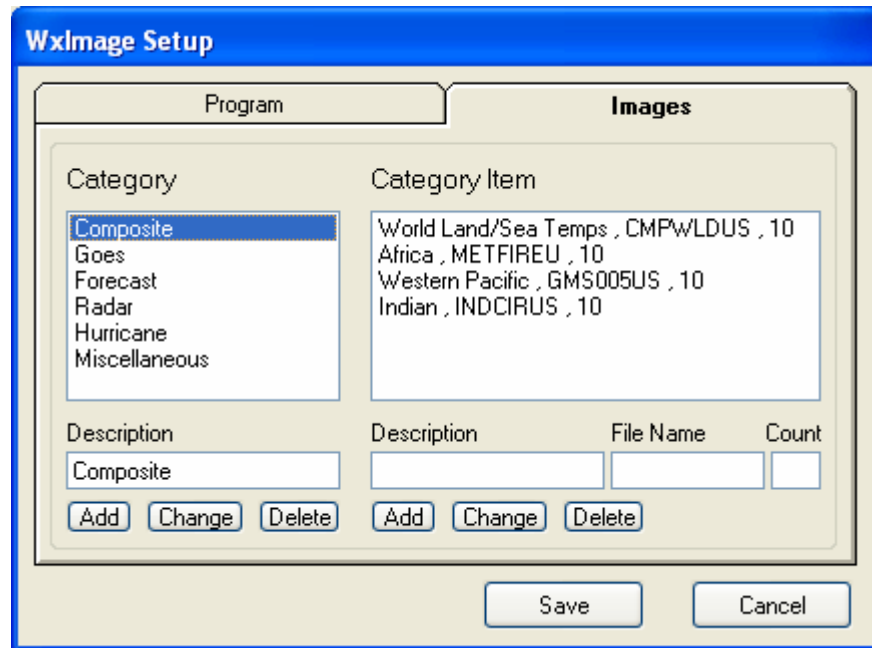 WxImage Setup
Program Images
Category Category Item
Composite
Goes
Forecast
Radar
Hurricane
Miscellaneous
World Land/Sea Temps , CMPWLDUS , 10
Africa , METFIREU , 10
Western Pacific , GMS005US , 10
Indian , INDCIRUS , 10
Description Description File Name Count
Composite
Add Change Delete Add Change Delete
Save Cancel